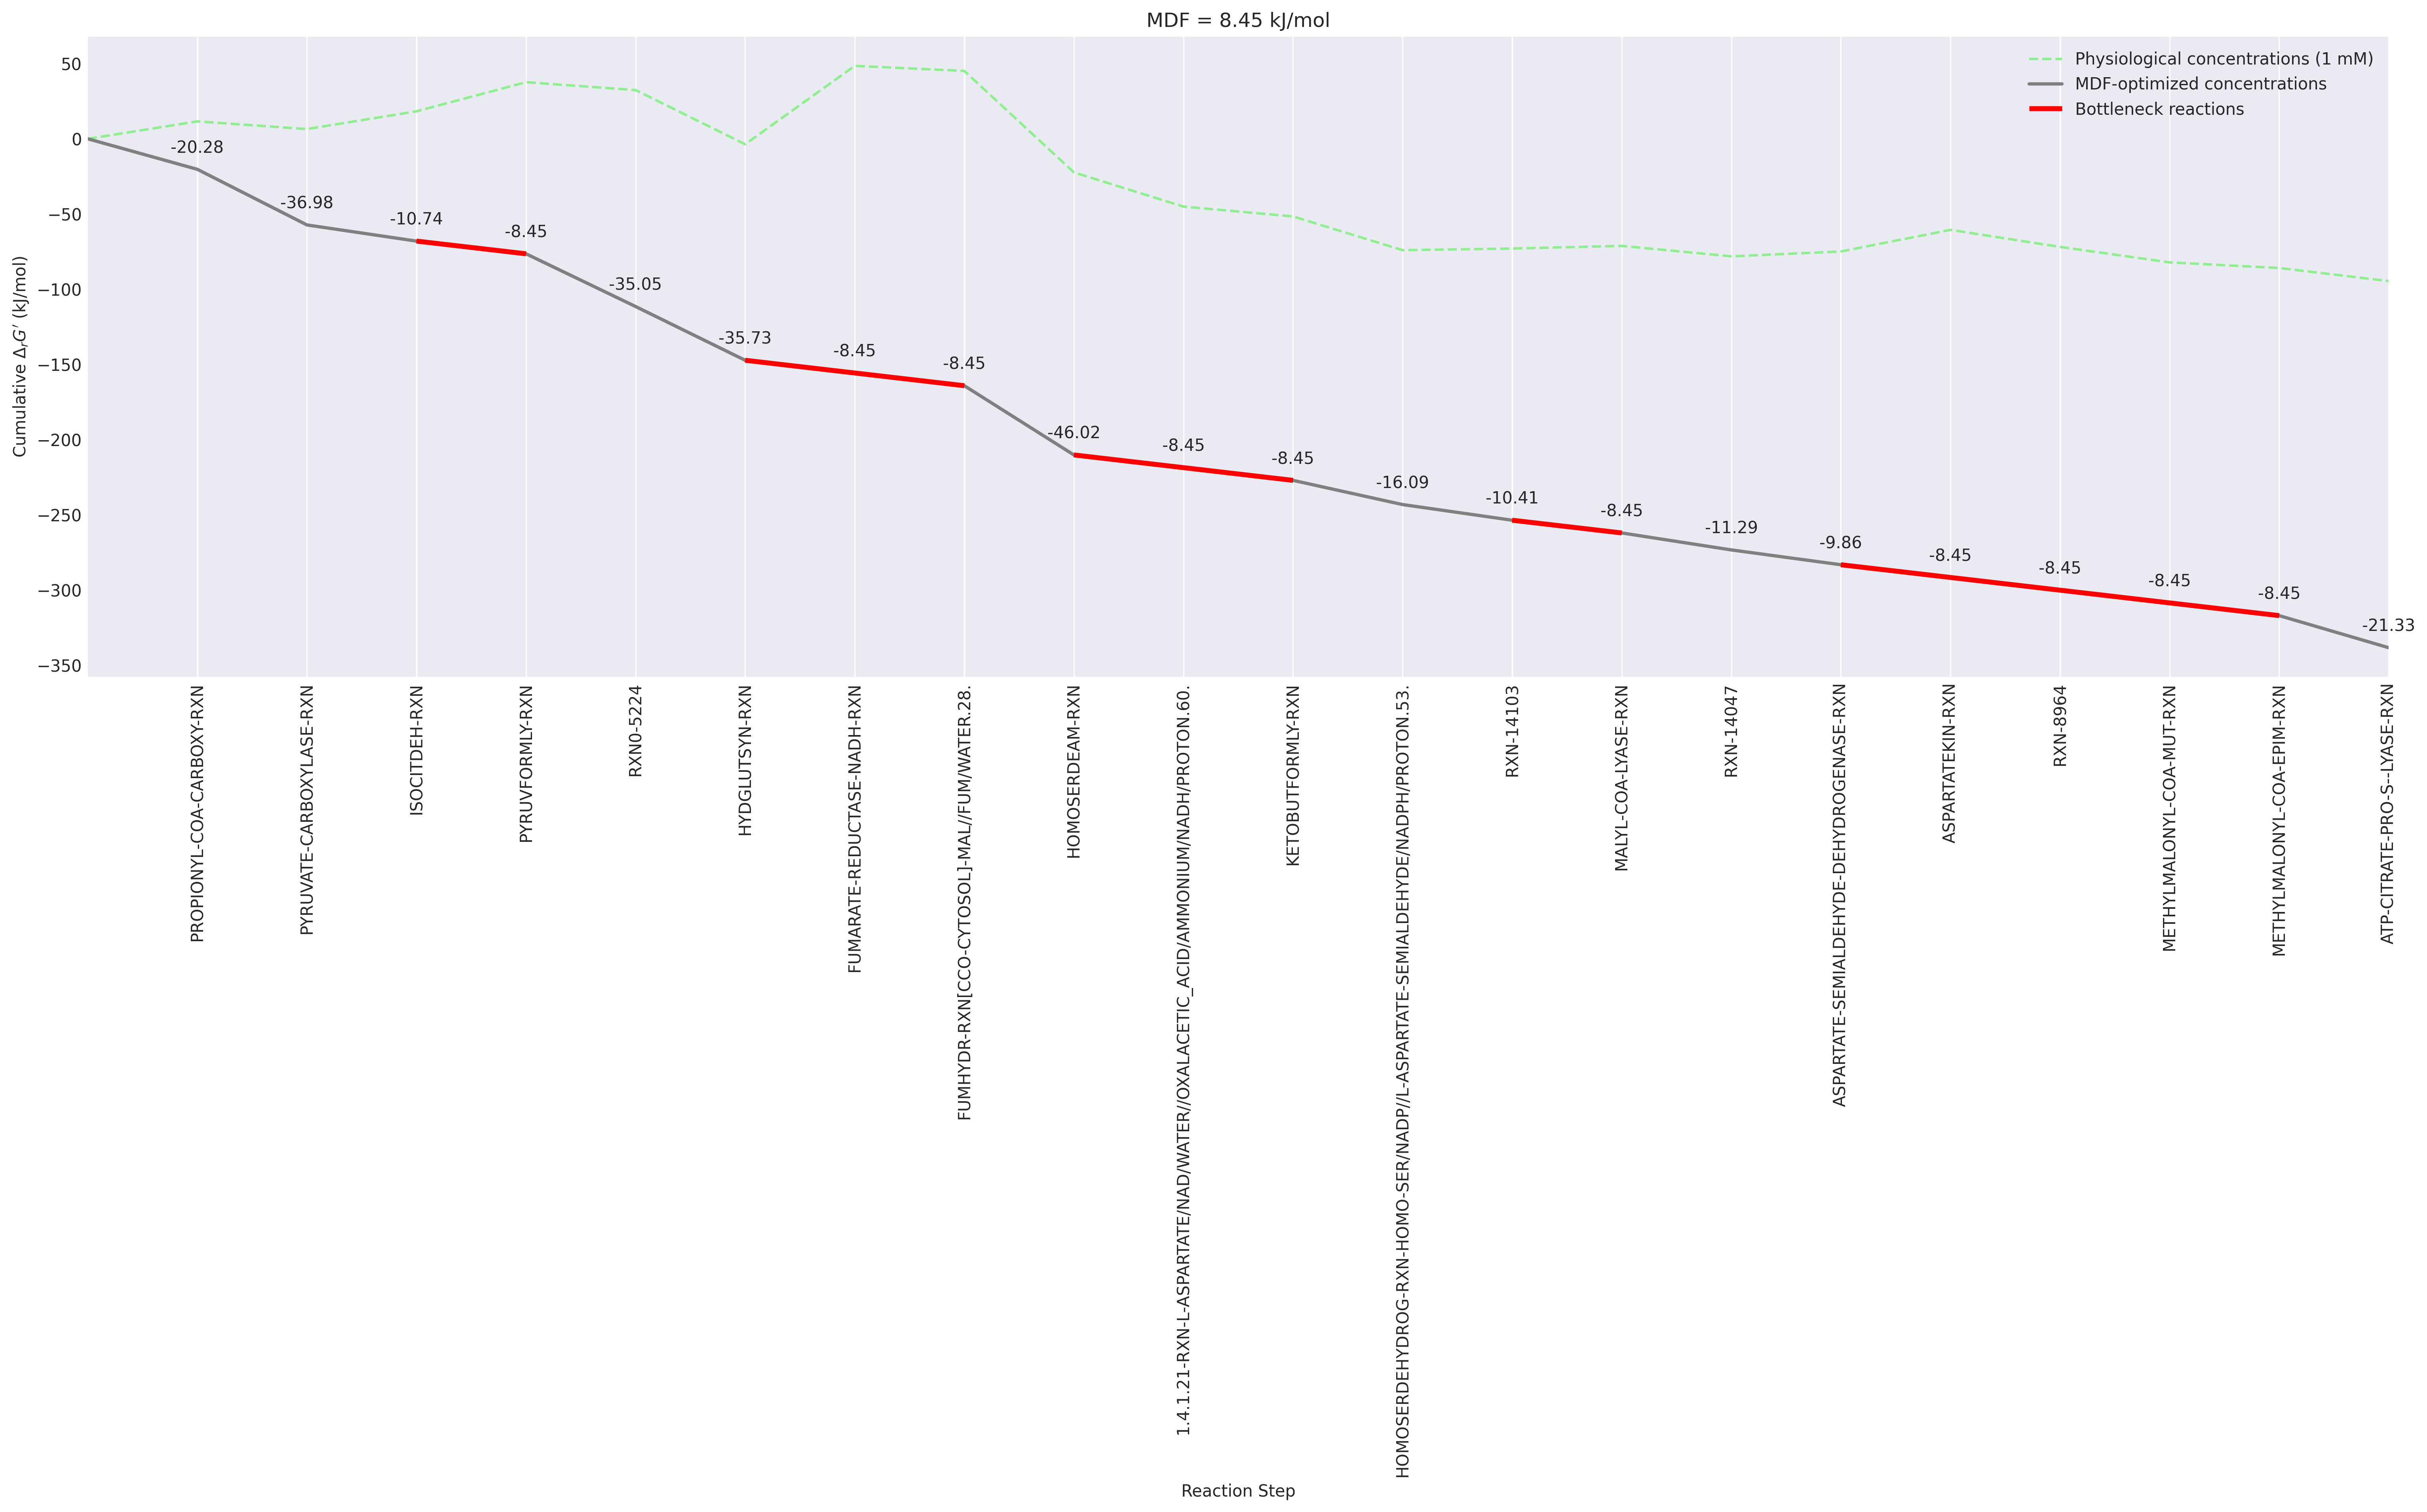 MDF = 8.45 kJ/mol
Physiological concentrations (1 mM)
MDF-optimized concentrations
Bottleneck reactions
Cumulative ΔrG′ (kJ/mol)
50
0
−50
−100
−150
−200
−250
−300
−350
-20.28
-36.98
-10.74
-8.45
-35.05
-35.73
-8.45
-8.45
-46.02
-8.45
-8.45
-16.09
-10.41
-8.45
-11.29
-9.86
-8.45
-8.45
-8.45
-8.45
-21.33
PROPIONYL-COA-CARBOXY-RXN
PYRUVATE-CARBOXYLASE-RXN
ISOCITDEH-RXN
PYRUVFORMLY-RXN
RXN0-5224
HYDGLUTSYN-RXN
FUMARATE-REDUCTASE-NADH-RXN
FUMHYDR-RXN[CCO-CYTOSOL]-MAL//FUM/WATER.28.
HOMOSERDEAM-RXN
1.4.1.21-RXN-L-ASPARTATE/NAD/WATER//OXALACETIC_ACID/AMMONIUM/NADH/PROTON.60.
KETOBUTFORMLY-RXN
HOMOSERDEHYDROG-RXN-HOMO-SER/NADP//L-ASPARTATE-SEMIALDEHYDE/NADPH/PROTON.53.
RXN-14103
MALYL-COA-LYASE-RXN
RXN-14047
ASPARTATE-SEMIALDEHYDE-DEHYDROGENASE-RXN
ASPARTATEKIN-RXN
RXN-8964
METHYLMALONYL-COA-MUT-RXN
METHYLMALONYL-COA-EPIM-RXN
ATP-CITRATE-PRO-S--LYASE-RXN
Reaction Step